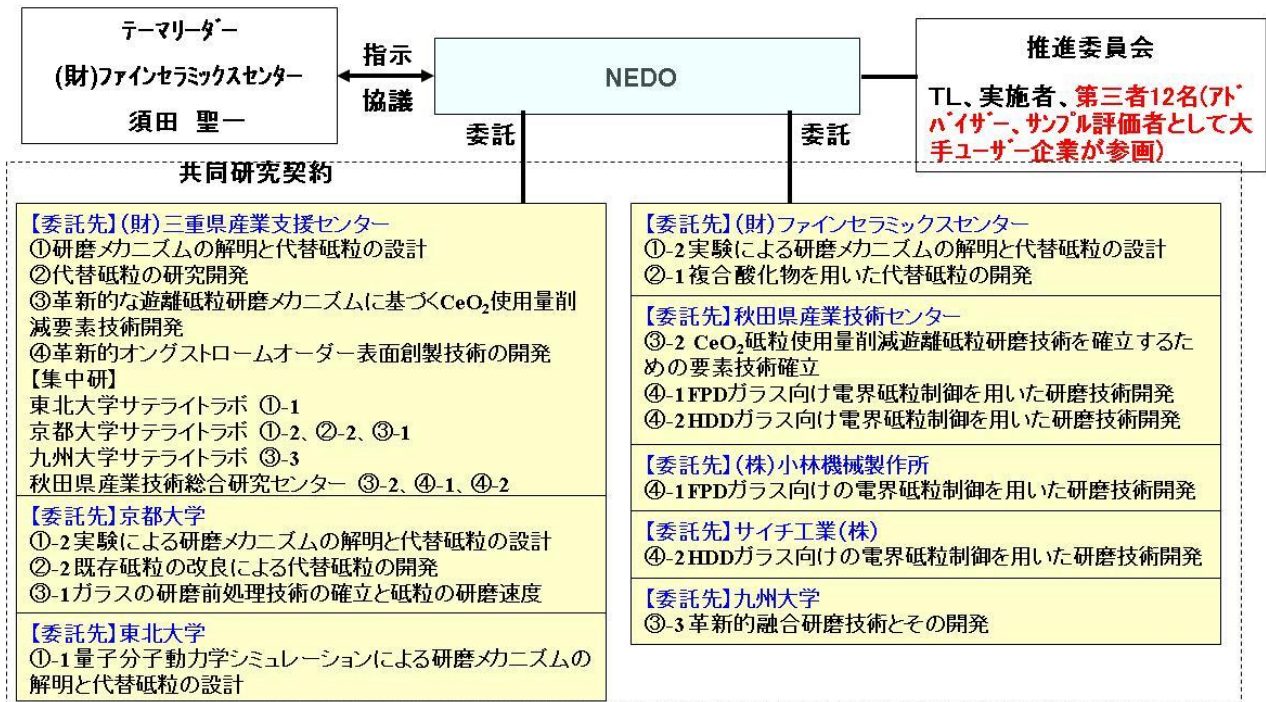 テーマリーダー
(財)ファインセラミックスセンター
須田 聖一
指示
協議
NEDO
推進委員会
TL、実施者、第三者12名(アド
バイザー、サンプル評価者として大
手ユーザー企業が参画)
委託
委託
共同研究契約
【委託先】(財)三重県産業支援センター
①研磨メカニズムの解明と代替砥粒の設計
②代替砥粒の研究開発
③革新的な遊離砥粒研磨メカニズムに基づくCeO₂使用量削
減要素技術開発
④革新的オングストロームオーダー表面創製技術の開発
【集中研】
東北大学サテライトラボ ①-1
京都大学サテライトラボ ①-2、②-2、③-1
九州大学サテライトラボ ③-3
秋田県産業技術総合研究センター ③-2、④-1、④-2
【委託先】京都大学
①-2実験による研磨メカニズムの解明と代替砥粒の設計
②-2既存砥粒の改良による代替砥粒の開発
③-1ガラスの研磨前処理技術の確立と砥粒の研磨速度
【委託先】東北大学
①-1量子分子動力学シミュレーションによる研磨メカニズムの
解明と代替砥粒の設計
【委託先】(財)ファインセラミックスセンター
①-2実験による研磨メカニズムの解明と代替砥粒の設計
②-1複合酸化物を用いた代替砥粒の開発
【委託先】秋田県産業技術センター
③-2 CeO₂砥粒使用量削減遊離砥粒研磨技術を確立するた
めの要素技術確立
④-1FPDガラス向け電界砥粒制御を用いた研磨技術開発
④-2HDDガラス向け電界砥粒制御を用いた研磨技術開発
【委託先】(株)小林機械製作所
④-1FPDガラス向けの電界砥粒制御を用いた研磨技術開発
【委託先】サイチ工業(株)
④-2HDDガラス向けの電界砥粒制御を用いた研磨技術開発
【委託先】九州大学
③-3革新的融合研磨技術とその開発